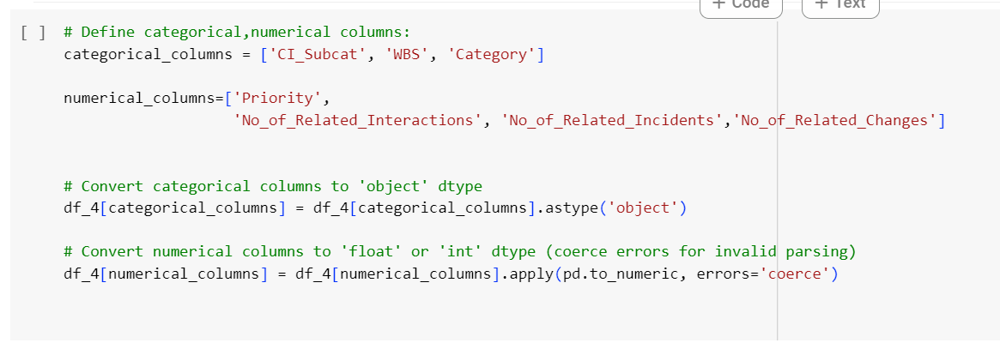 + Code + Text
[ ] # Define categorical,numerical columns:
categorical_columns = ['CI_Subcat', 'WBS', 'Category']
numerical_columns=['Priority',
'No_of_Related_Interactions', 'No_of_Related_Incidents','No_of_Related_Changes']
# Convert categorical columns to 'object' dtype
df_4[categorical_columns] = df_4[categorical_columns].astype('object')
# Convert numerical columns to 'float' or 'int' dtype (coerce errors for invalid parsing)
df_4[numerical_columns] = df_4[numerical_columns].apply(pd.to_numeric, errors='coerce')